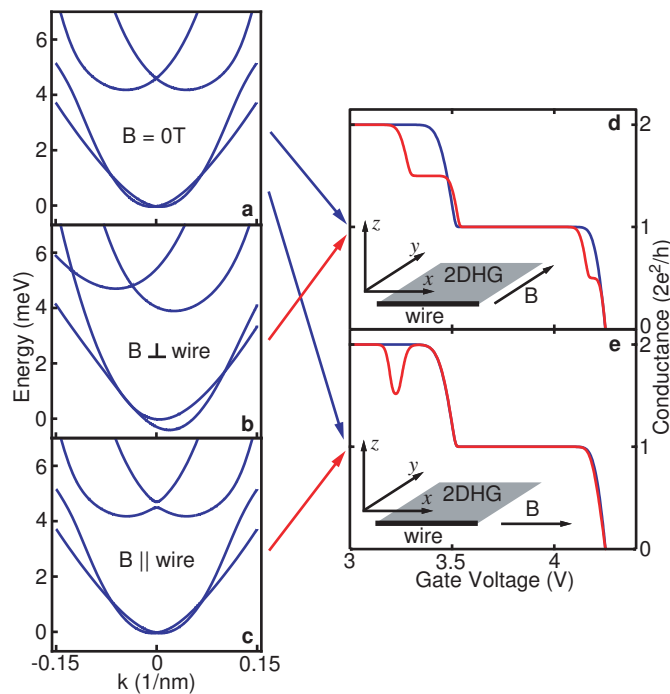 6
4
2
0
B = 0T
a
6
4
2
0
B ⊥ wire
b
6
4
2
0
B || wire
c
Energy (meV)
-0.15
0
0.15
k (1/nm)
d
2
1
0
z
y
x
2DHG
wire
B
e
2
1
0
z
y
x
2DHG
wire
B
Conductance (2e²/h)
3
3.5
4
Gate Voltage (V)